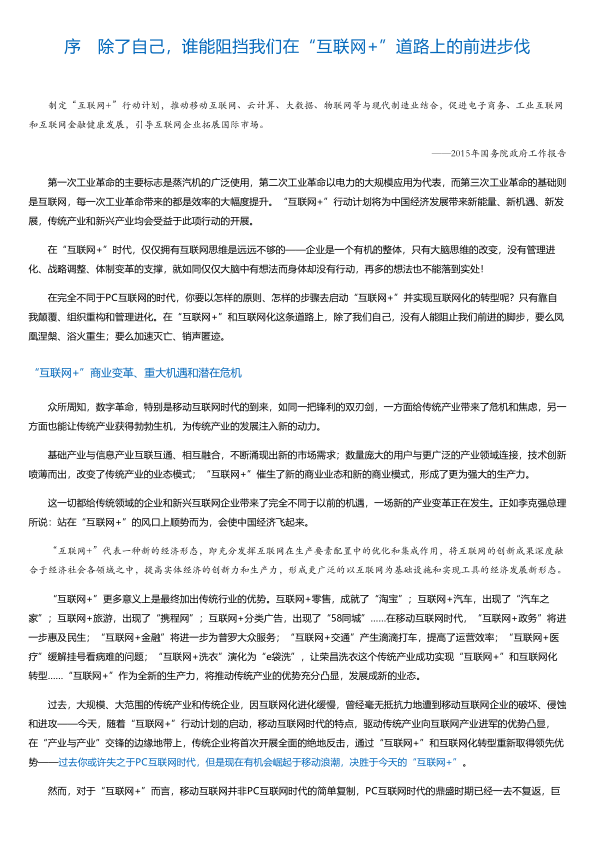 序　除了自己，谁能阻挡我们在“互联网+”道路上的前进步伐
制定“互联网+”行动计划，推动移动互联网、云计算、大数据、物联网等与现代制造业结合，促进电子商务、工业互联网
和互联网金融健康发展，引导互联网企业拓展国际市场。
——2015年国务院政府工作报告
第一次工业革命的主要标志是蒸汽机的广泛使用，第二次工业革命以电力的大规模应用为代表，而第三次工业革命的基础则
是互联网，每一次工业革命带来的都是效率的大幅度提升。“互联网+”行动计划将为中国经济发展带来新能量、新机遇、新发
展，传统产业和新兴产业均会受益于此项行动的开展。
在“互联网+”时代，仅仅拥有互联网思维是远远不够的——企业是一个有机的整体，只有大脑思维的改变，没有管理进
化、战略调整、体制变革的支撑，就如同仅仅大脑中有想法而身体却没有行动，再多的想法也不能落到实处！
在完全不同于PC互联网的时代，你要以怎样的原则、怎样的步骤去启动“互联网+”并实现互联网化的转型呢？只有靠自
我颠覆、组织重构和管理进化。在“互联网+”和互联网化这条道路上，除了我们自己，没有人能阻止我们前进的脚步，要么凤
凰涅槃、浴火重生；要么加速灭亡、销声匿迹。
“互联网+”商业变革、重大机遇和潜在危机
众所周知，数字革命，特别是移动互联网时代的到来，如同一把锋利的双刃剑，一方面给传统产业带来了危机和焦虑，另一
方面也能让传统产业获得勃勃生机，为传统产业的发展注入新的动力。
基础产业与信息产业互联互通、相互融合，不断涌现出新的市场需求；数量庞大的用户与更广泛的产业领域连接，技术创新
喷薄而出，改变了传统产业的业态模式；“互联网+”催生了新的商业业态和新的商业模式，形成了更为强大的生产力。
这一切都给传统领域的企业和新兴互联网企业带来了完全不同于以前的机遇，一场新的产业变革正在发生。正如李克强总理
所说：站在“互联网+”的风口上顺势而为，会使中国经济飞起来。
“互联网+”代表一种新的经济形态，即充分发挥互联网在生产要素配置中的优化和集成作用，将互联网的创新成果深度融
合于经济社会各领域之中，提高实体经济的创新力和生产力，形成更广泛的以互联网为基础设施和实现工具的经济发展新形态。
“互联网+”更多意义上是最终加出传统行业的优势。互联网+零售，成就了“淘宝”；互联网+汽车，出现了“汽车之
家”；互联网+旅游，出现了“携程网”；互联网+分类广告，出现了“58同城”……在移动互联网时代，“互联网+政务”将进
一步惠及民生；“互联网+金融”将进一步为普罗大众服务；“互联网+交通”产生滴滴打车，提高了运营效率；“互联网+医
疗”缓解挂号看病难的问题；“互联网+洗衣”演化为“e袋洗”，让荣昌洗衣这个传统产业成功实现“互联网+”和互联网化
转型……“互联网+”作为全新的生产力，将推动传统产业的优势充分凸显，发展成新的业态。
过去，大规模、大范围的传统产业和传统企业，因互联网化进化缓慢，曾经毫无抵抗力地遭到移动互联网企业的破坏、侵蚀
和进攻——今天，随着“互联网+”行动计划的启动，移动互联网时代的特点，驱动传统产业向互联网产业进军的优势凸显，
在“产业与产业”交锋的边缘地带上，传统企业将首次开展全面的绝地反击，通过“互联网+”和互联网化转型重新取得领先优
势——过去你或许失之于PC互联网时代，但是现在有机会崛起于移动浪潮，决胜于今天的“互联网+”。
然而，对于“互联网+”而言，移动互联网并非PC互联网时代的简单复制，PC互联网时代的鼎盛时期已经一去不复返，巨